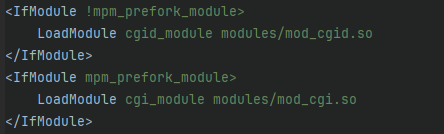 <IfModule !mpm_prefork_module>
    LoadModule cgid_module modules/mod_cgid.so
</IfModule>
<IfModule mpm_prefork_module>
    LoadModule cgi_module modules/mod_cgi.so
</IfModule>